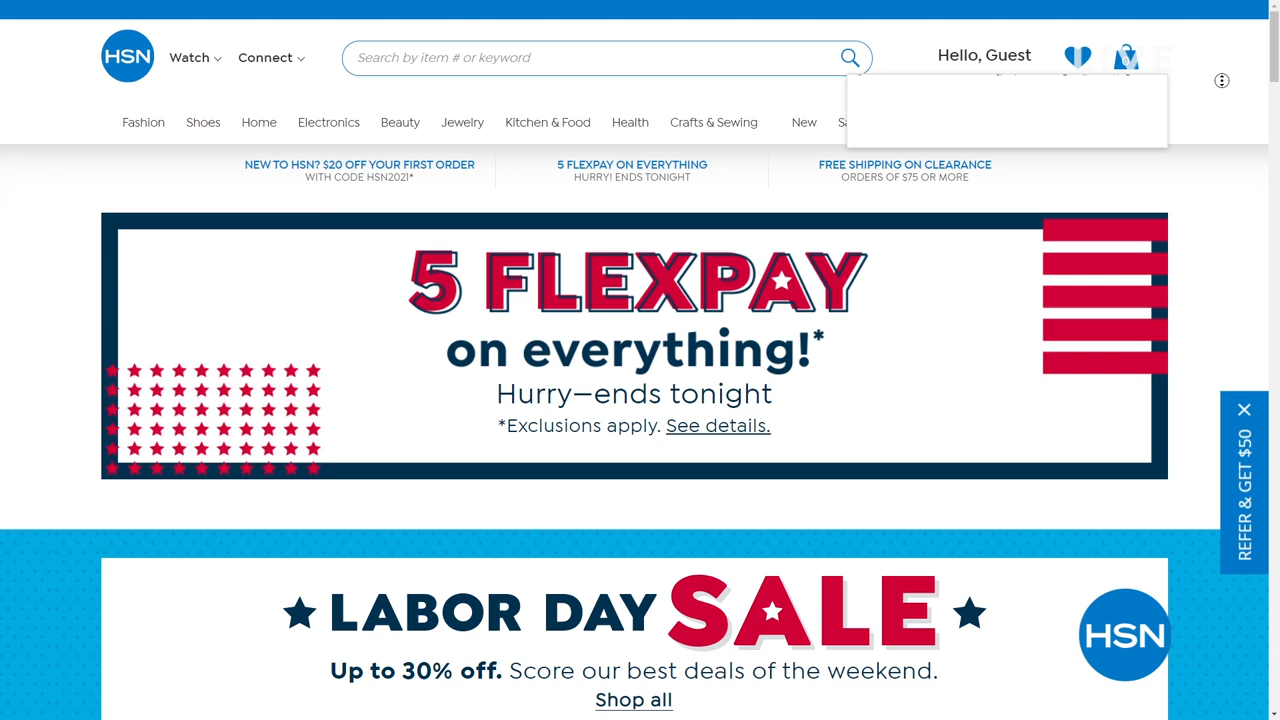 HSN
Watch
Connect
Search by item # or keyword
Hello, Guest
0
Fashion
Shoes
Home
Electronics
Beauty
Jewelry
Kitchen & Food
Health
Crafts & Sewing
New
NEW TO HSN? $20 OFF YOUR FIRST ORDER
WITH CODE HSN2021*
5 FLEXPAY ON EVERYTHING
HURRY! ENDS TONIGHT
FREE SHIPPING ON CLEARANCE
ORDERS OF $75 OR MORE
5 FLEXPAY
on everything!*
Hurry—ends tonight
*Exclusions apply. See details.
REFER & GET $50
LABOR DAY SALE
Up to 30% off. Score our best deals of the weekend.
Shop all
HSN